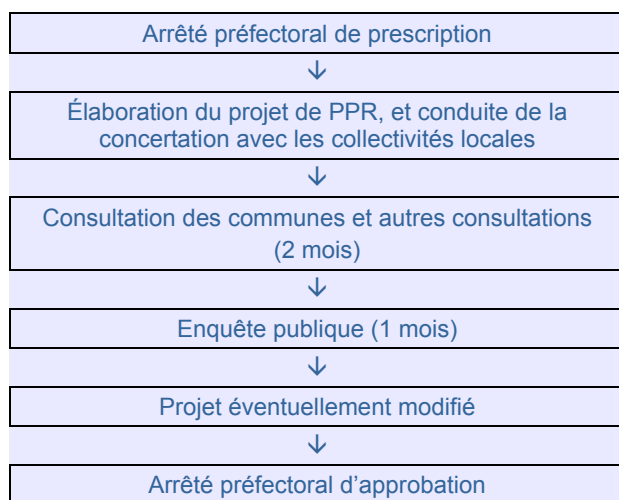 Arrêté préfectoral de prescription
↓
Élaboration du projet de PPR, et conduite de la
concertation avec les collectivités locales
↓
Consultation des communes et autres consultations
(2 mois)
↓
Enquête publique (1 mois)
↓
Projet éventuellement modifié
↓
Arrêté préfectoral d'approbation